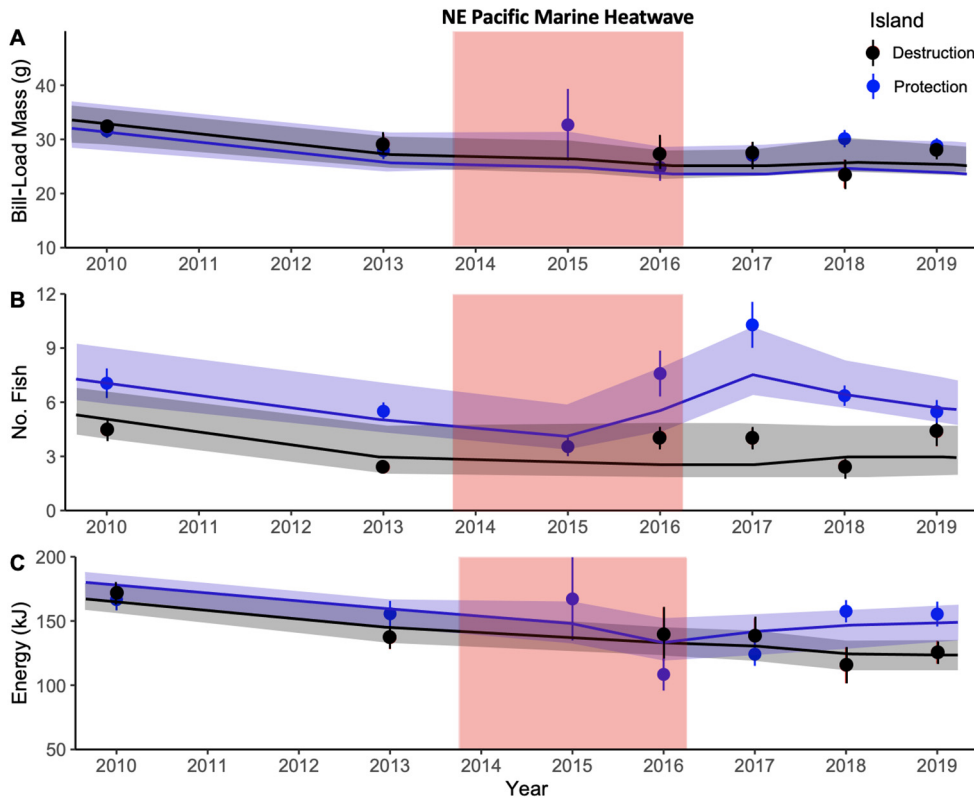 NE Pacific Marine Heatwave
Island
Destruction
Protection
A
Bill-Load Mass (g)
40
30
20
10
2010 2011 2012 2013 2014 2015 2016 2017 2018 2019
B
No. Fish
12
9
6
3
0
2010 2011 2012 2013 2014 2015 2016 2017 2018 2019
C
Energy (kJ)
200
150
100
50
2010 2011 2012 2013 2014 2015 2016 2017 2018 2019
Year